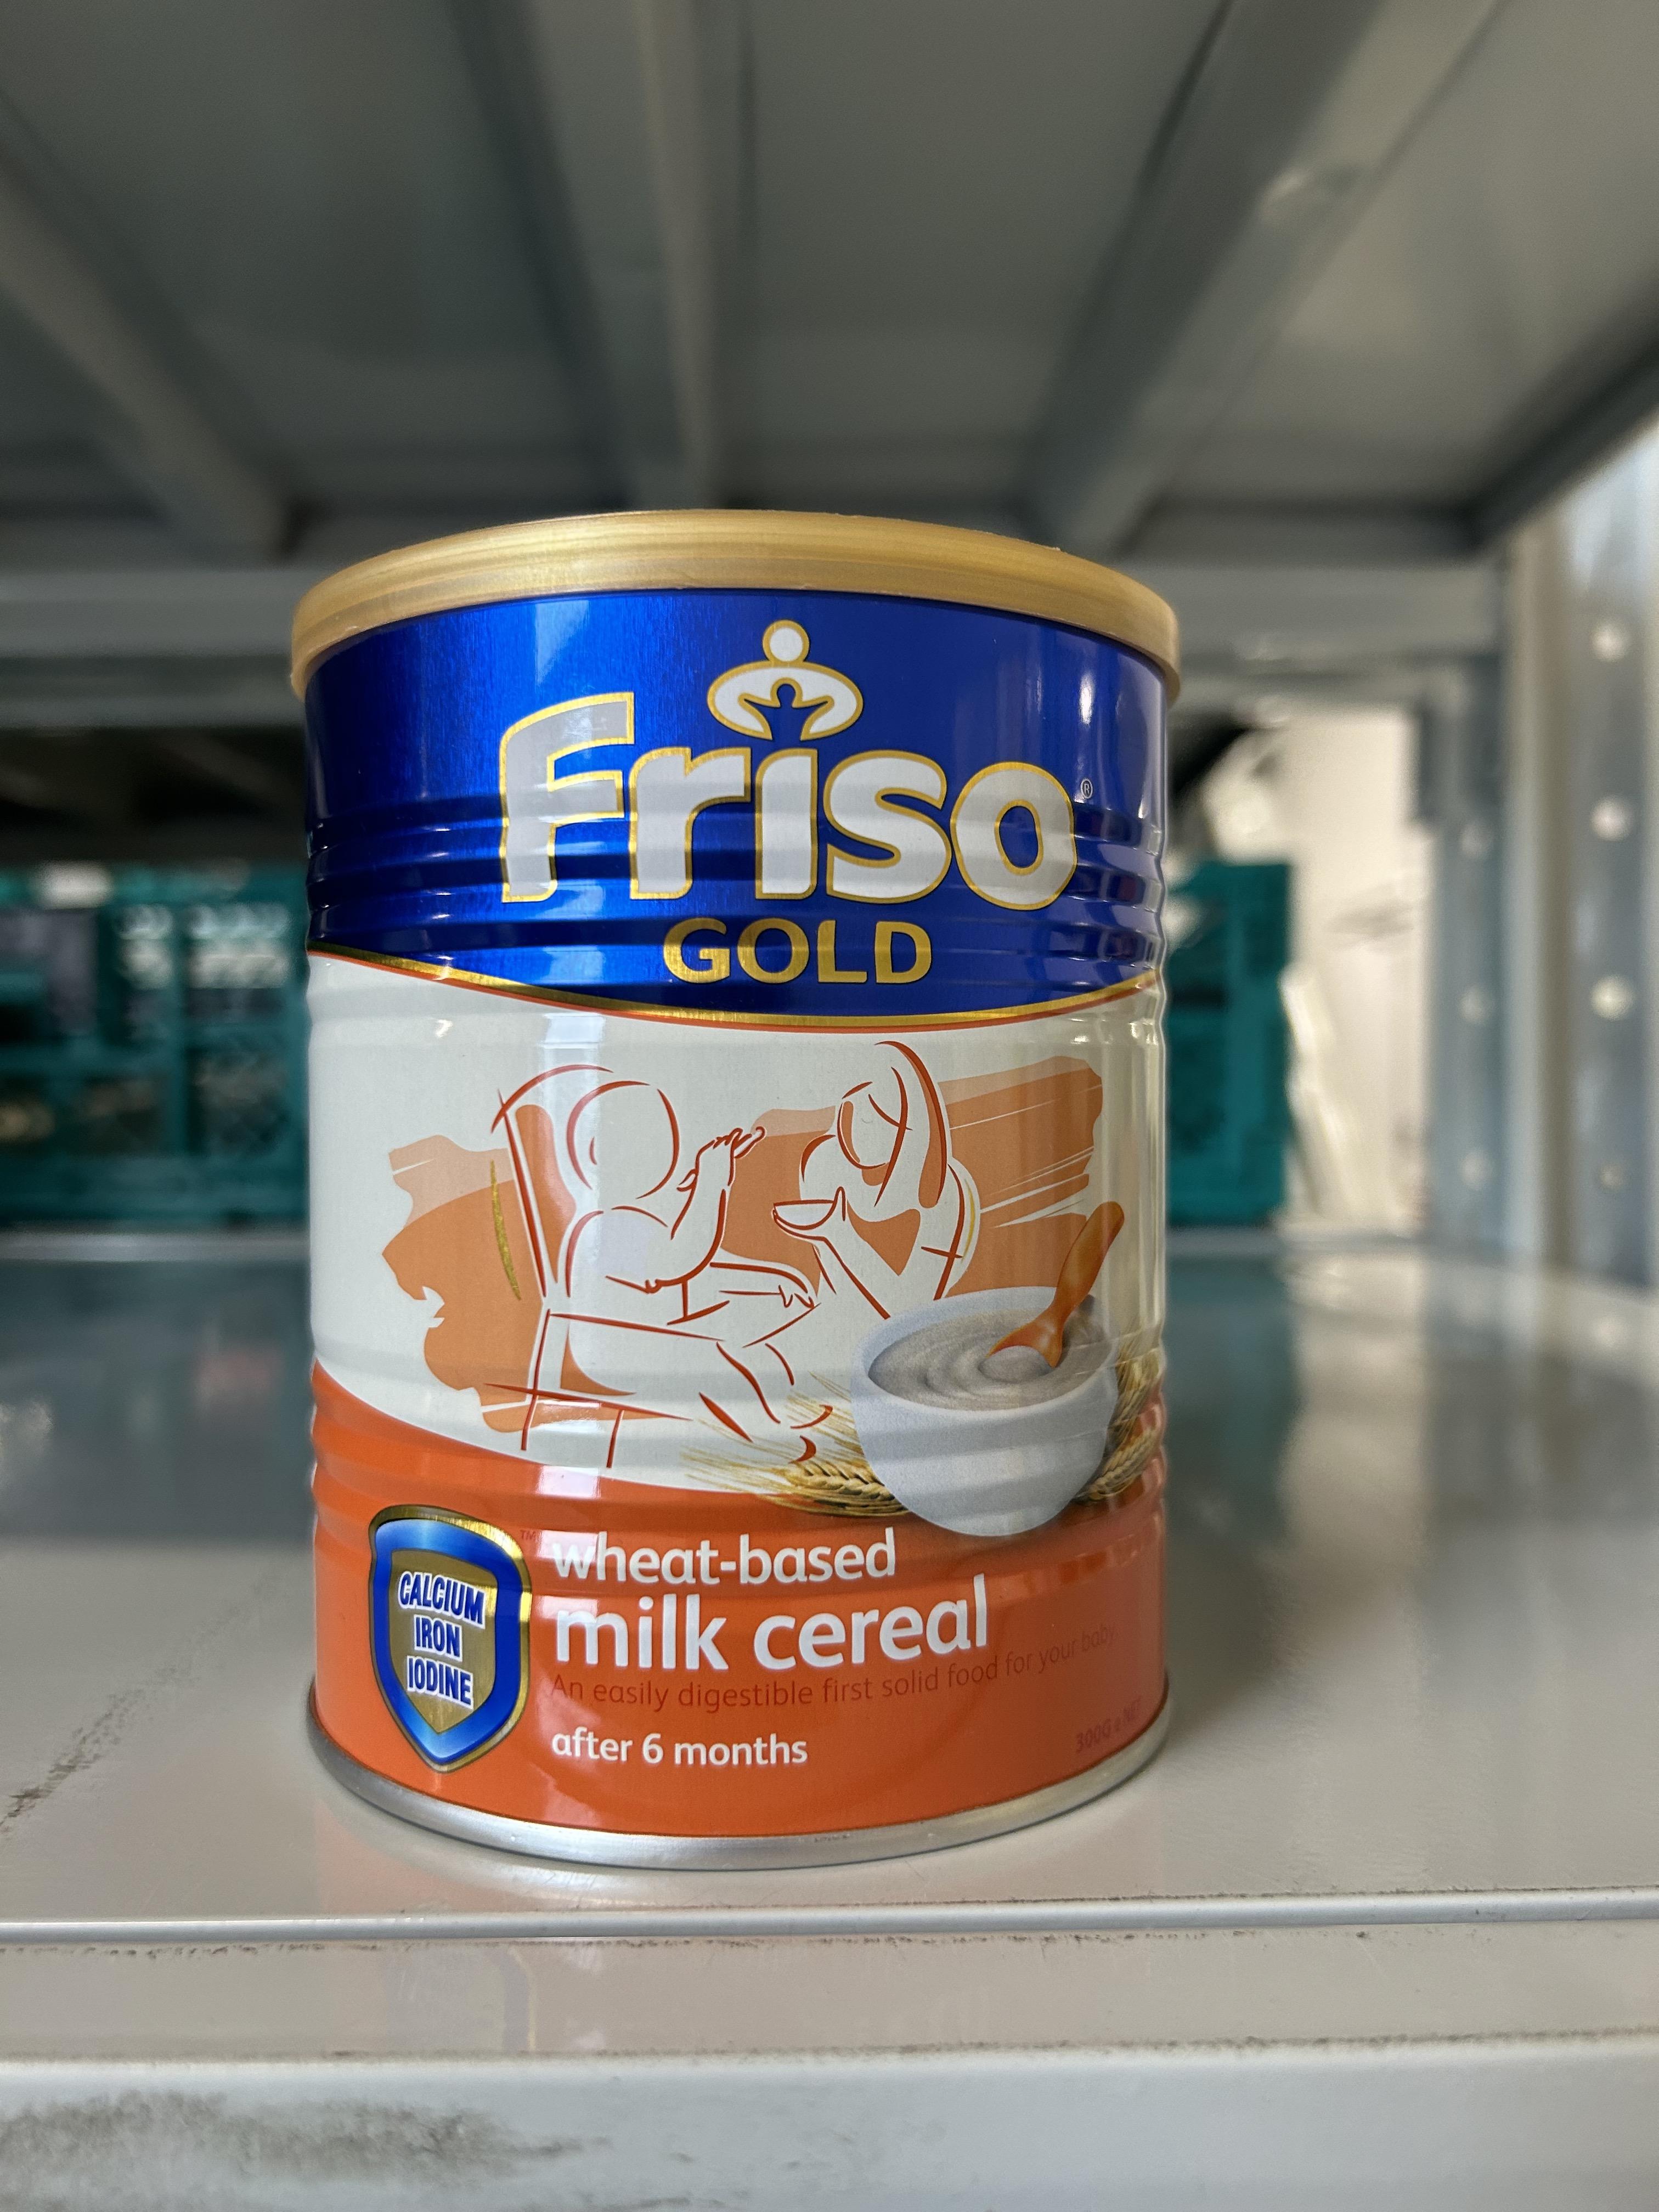 Friso®
GOLD
CALCIUM
IRON
IODINE
™
wheat-based
milk cereal
An easily digestible first solid food for your baby
after 6 months
300G e NET